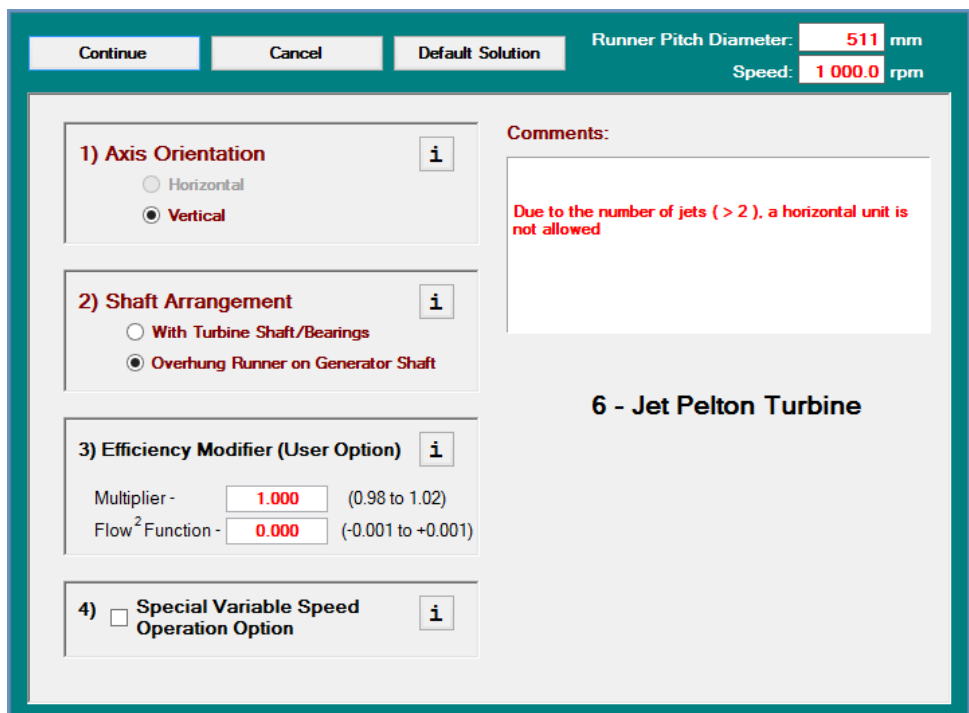 Continue
Cancel
Default Solution
Runner Pitch Diameter: 511 mm
Speed: 1 000.0 rpm
1) Axis Orientation
i
Horizontal
Vertical
2) Shaft Arrangement
i
With Turbine Shaft/Bearings
Overhung Runner on Generator Shaft
3) Efficiency Modifier (User Option)
i
Multiplier - 1.000 (0.98 to 1.02)
Flow² Function - 0.000 (-0.001 to +0.001)
4) Special Variable Speed
Operation Option
i
Comments:
Due to the number of jets ( > 2 ), a horizontal unit is
not allowed
6 - Jet Pelton Turbine